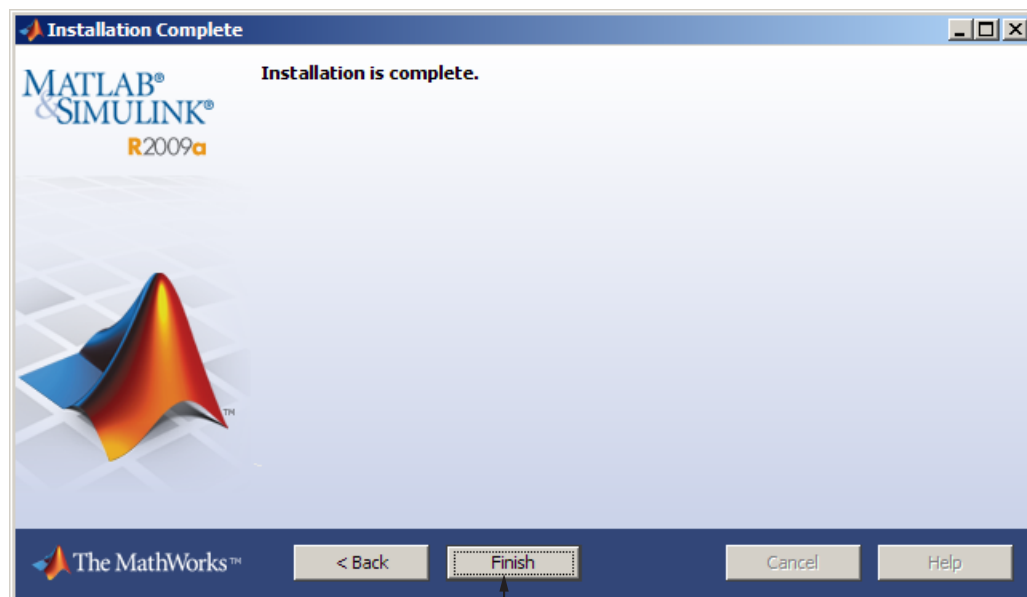 Installation Complete
Installation is complete.
MATLAB®
&SIMULINK®
R2009a
TM
The MathWorks™
< Back
Finish
Cancel
Help